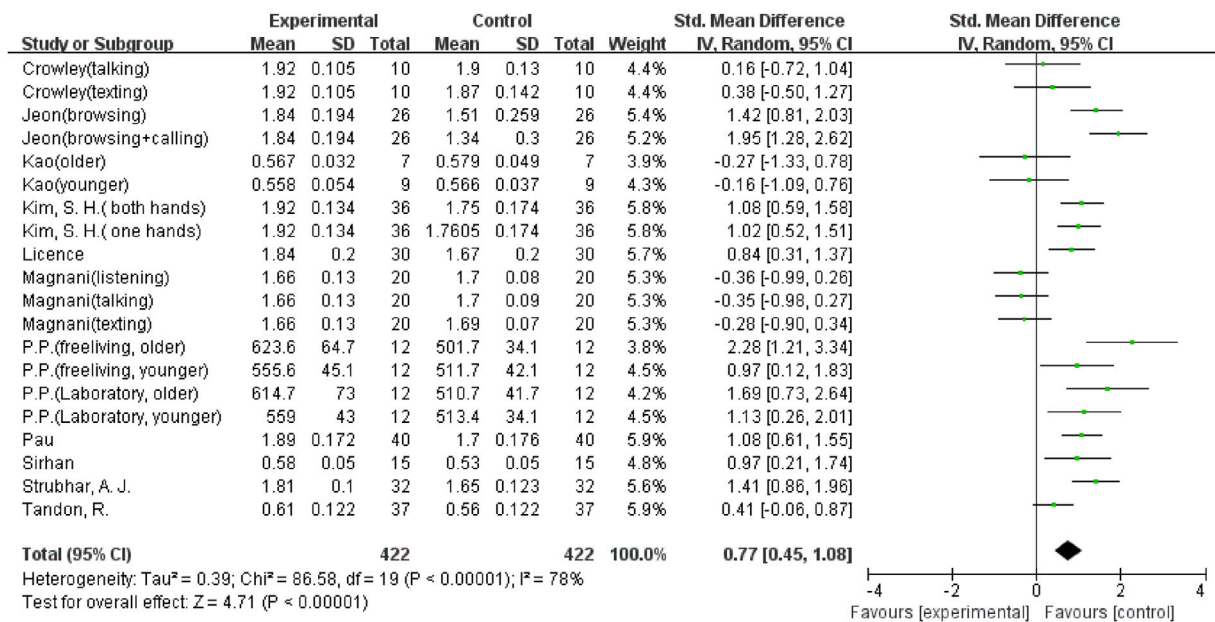 Experimental Control Std. Mean Difference Std. Mean Difference
Study or Subgroup Mean SD Total Mean SD Total Weight IV, Random, 95% CI IV, Random, 95% CI
Crowley(talking) 1.92 0.105 10 1.9 0.13 10 4.4% 0.16 [-0.72, 1.04]
Crowley(texting) 1.92 0.105 10 1.87 0.142 10 4.4% 0.38 [-0.50, 1.27]
Jeon(browsing) 1.84 0.194 26 1.51 0.259 26 5.4% 1.42 [0.81, 2.03]
Jeon(browsing+calling) 1.84 0.194 26 1.34 0.3 26 5.2% 1.95 [1.28, 2.62]
Kao(older) 0.567 0.032 7 0.579 0.049 7 3.9% -0.27 [-1.33, 0.78]
Kao(younger) 0.558 0.054 9 0.566 0.037 9 4.3% -0.16 [-1.09, 0.76]
Kim, S. H.( both hands) 1.92 0.134 36 1.75 0.174 36 5.8% 1.08 [0.59, 1.58]
Kim, S. H.( one hands) 1.92 0.134 36 1.7605 0.174 36 5.8% 1.02 [0.52, 1.51]
Licence 1.84 0.2 30 1.67 0.2 30 5.7% 0.84 [0.31, 1.37]
Magnani(listening) 1.66 0.13 20 1.7 0.08 20 5.3% -0.36 [-0.99, 0.26]
Magnani(talking) 1.66 0.13 20 1.7 0.09 20 5.3% -0.35 [-0.98, 0.27]
Magnani(texting) 1.66 0.13 20 1.69 0.07 20 5.3% -0.28 [-0.90, 0.34]
P.P.(freeliving, older) 623.6 64.7 12 501.7 34.1 12 3.8% 2.28 [1.21, 3.34]
P.P.(freeliving, younger) 555.6 45.1 12 511.7 42.1 12 4.5% 0.97 [0.12, 1.83]
P.P.(Laboratory, older) 614.7 73 12 510.7 41.7 12 4.2% 1.69 [0.73, 2.64]
P.P.(Laboratory, younger) 559 43 12 513.4 34.1 12 4.5% 1.13 [0.26, 2.01]
Pau 1.89 0.172 40 1.7 0.176 40 5.9% 1.08 [0.61, 1.55]
Sirhan 0.58 0.05 15 0.53 0.05 15 4.8% 0.97 [0.21, 1.74]
Strubhar, A. J. 1.81 0.1 32 1.65 0.123 32 5.6% 1.41 [0.86, 1.96]
Tandon, R. 0.61 0.122 37 0.56 0.122 37 5.9% 0.41 [-0.06, 0.87]
Total (95% CI) 422 422 100.0% 0.77 [0.45, 1.08]
Heterogeneity: Tau² = 0.39; Chi² = 86.58, df = 19 (P < 0.00001); I² = 78%
Test for overall effect: Z = 4.71 (P < 0.00001)
-4 -2 0 2 4
Favours [experimental] Favours [control]